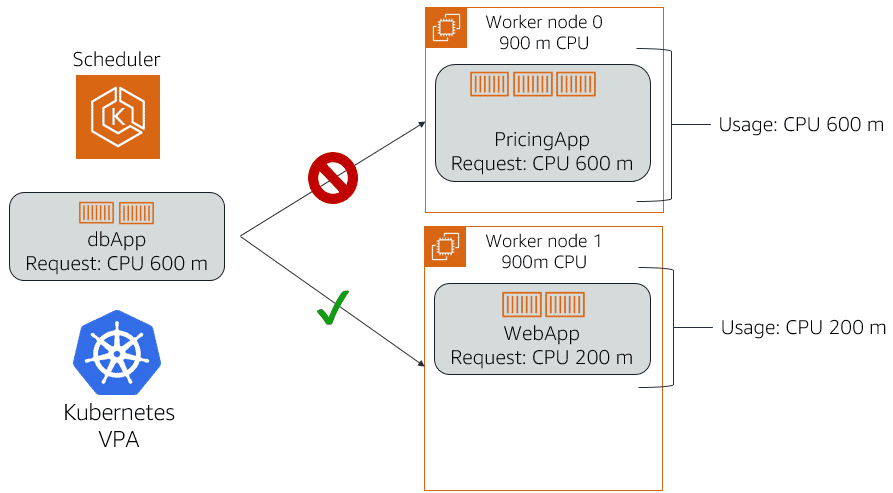 Scheduler
K
dbApp
Request: CPU 600 m
Kubernetes
VPA
Worker node 0
900 m CPU
PricingApp
Request: CPU 600 m
Usage: CPU 600 m
Worker node 1
900m CPU
WebApp
Request: CPU 200 m
Usage: CPU 200 m